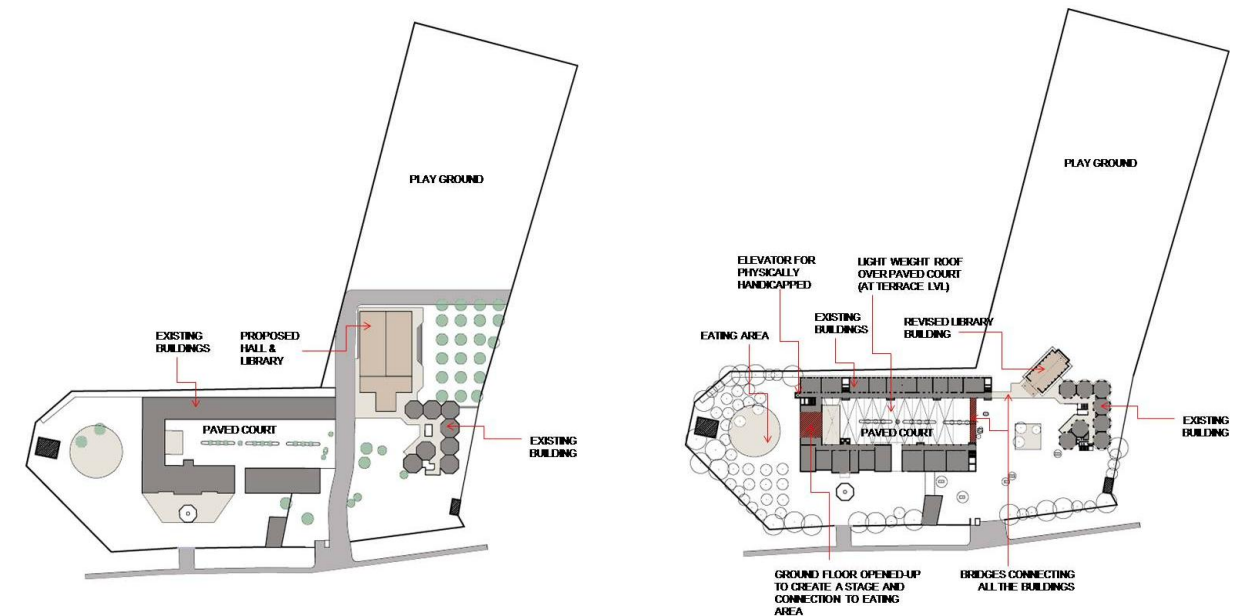 PLAY GROUND
EXISTING
BUILDINGS
PROPOSED
HALL &
LIBRARY
PAVED COURT
EXISTING
BUILDING
PLAY GROUND
ELEVATOR FOR
PHYSICALLY
HANDICAPPED
LIGHT WEIGHT ROOF
OVER PAVED COURT
(AT TERRACE LVL)
EATING AREA
EXISTING
BUILDINGS
REVISED LIBRARY
BUILDING
PAVED COURT
EXISTING
BUILDING
GROUND FLOOR OPENED-UP
TO CREATE A STAGE AND
CONNECTION TO EATING
AREA
BRIDGES CONNECTING
ALL THE BUILDINGS